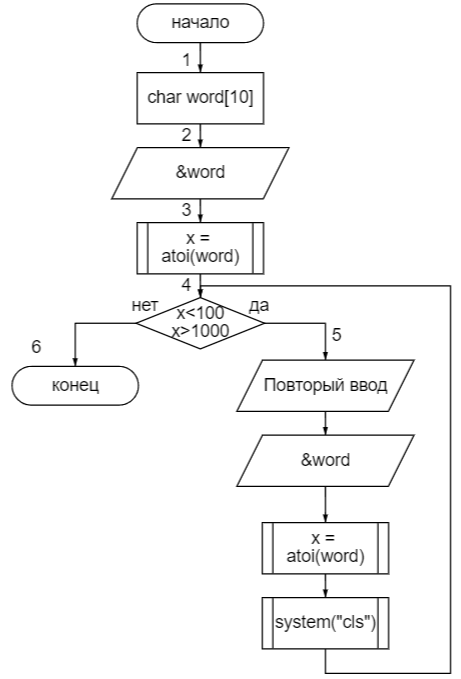 начало
1
char word[10]
2
&word
3
x =
atoi(word)
4
нет
x<100
да
x>1000
6
5
конец
Повторый ввод
&word
x =
atoi(word)
system("cls")